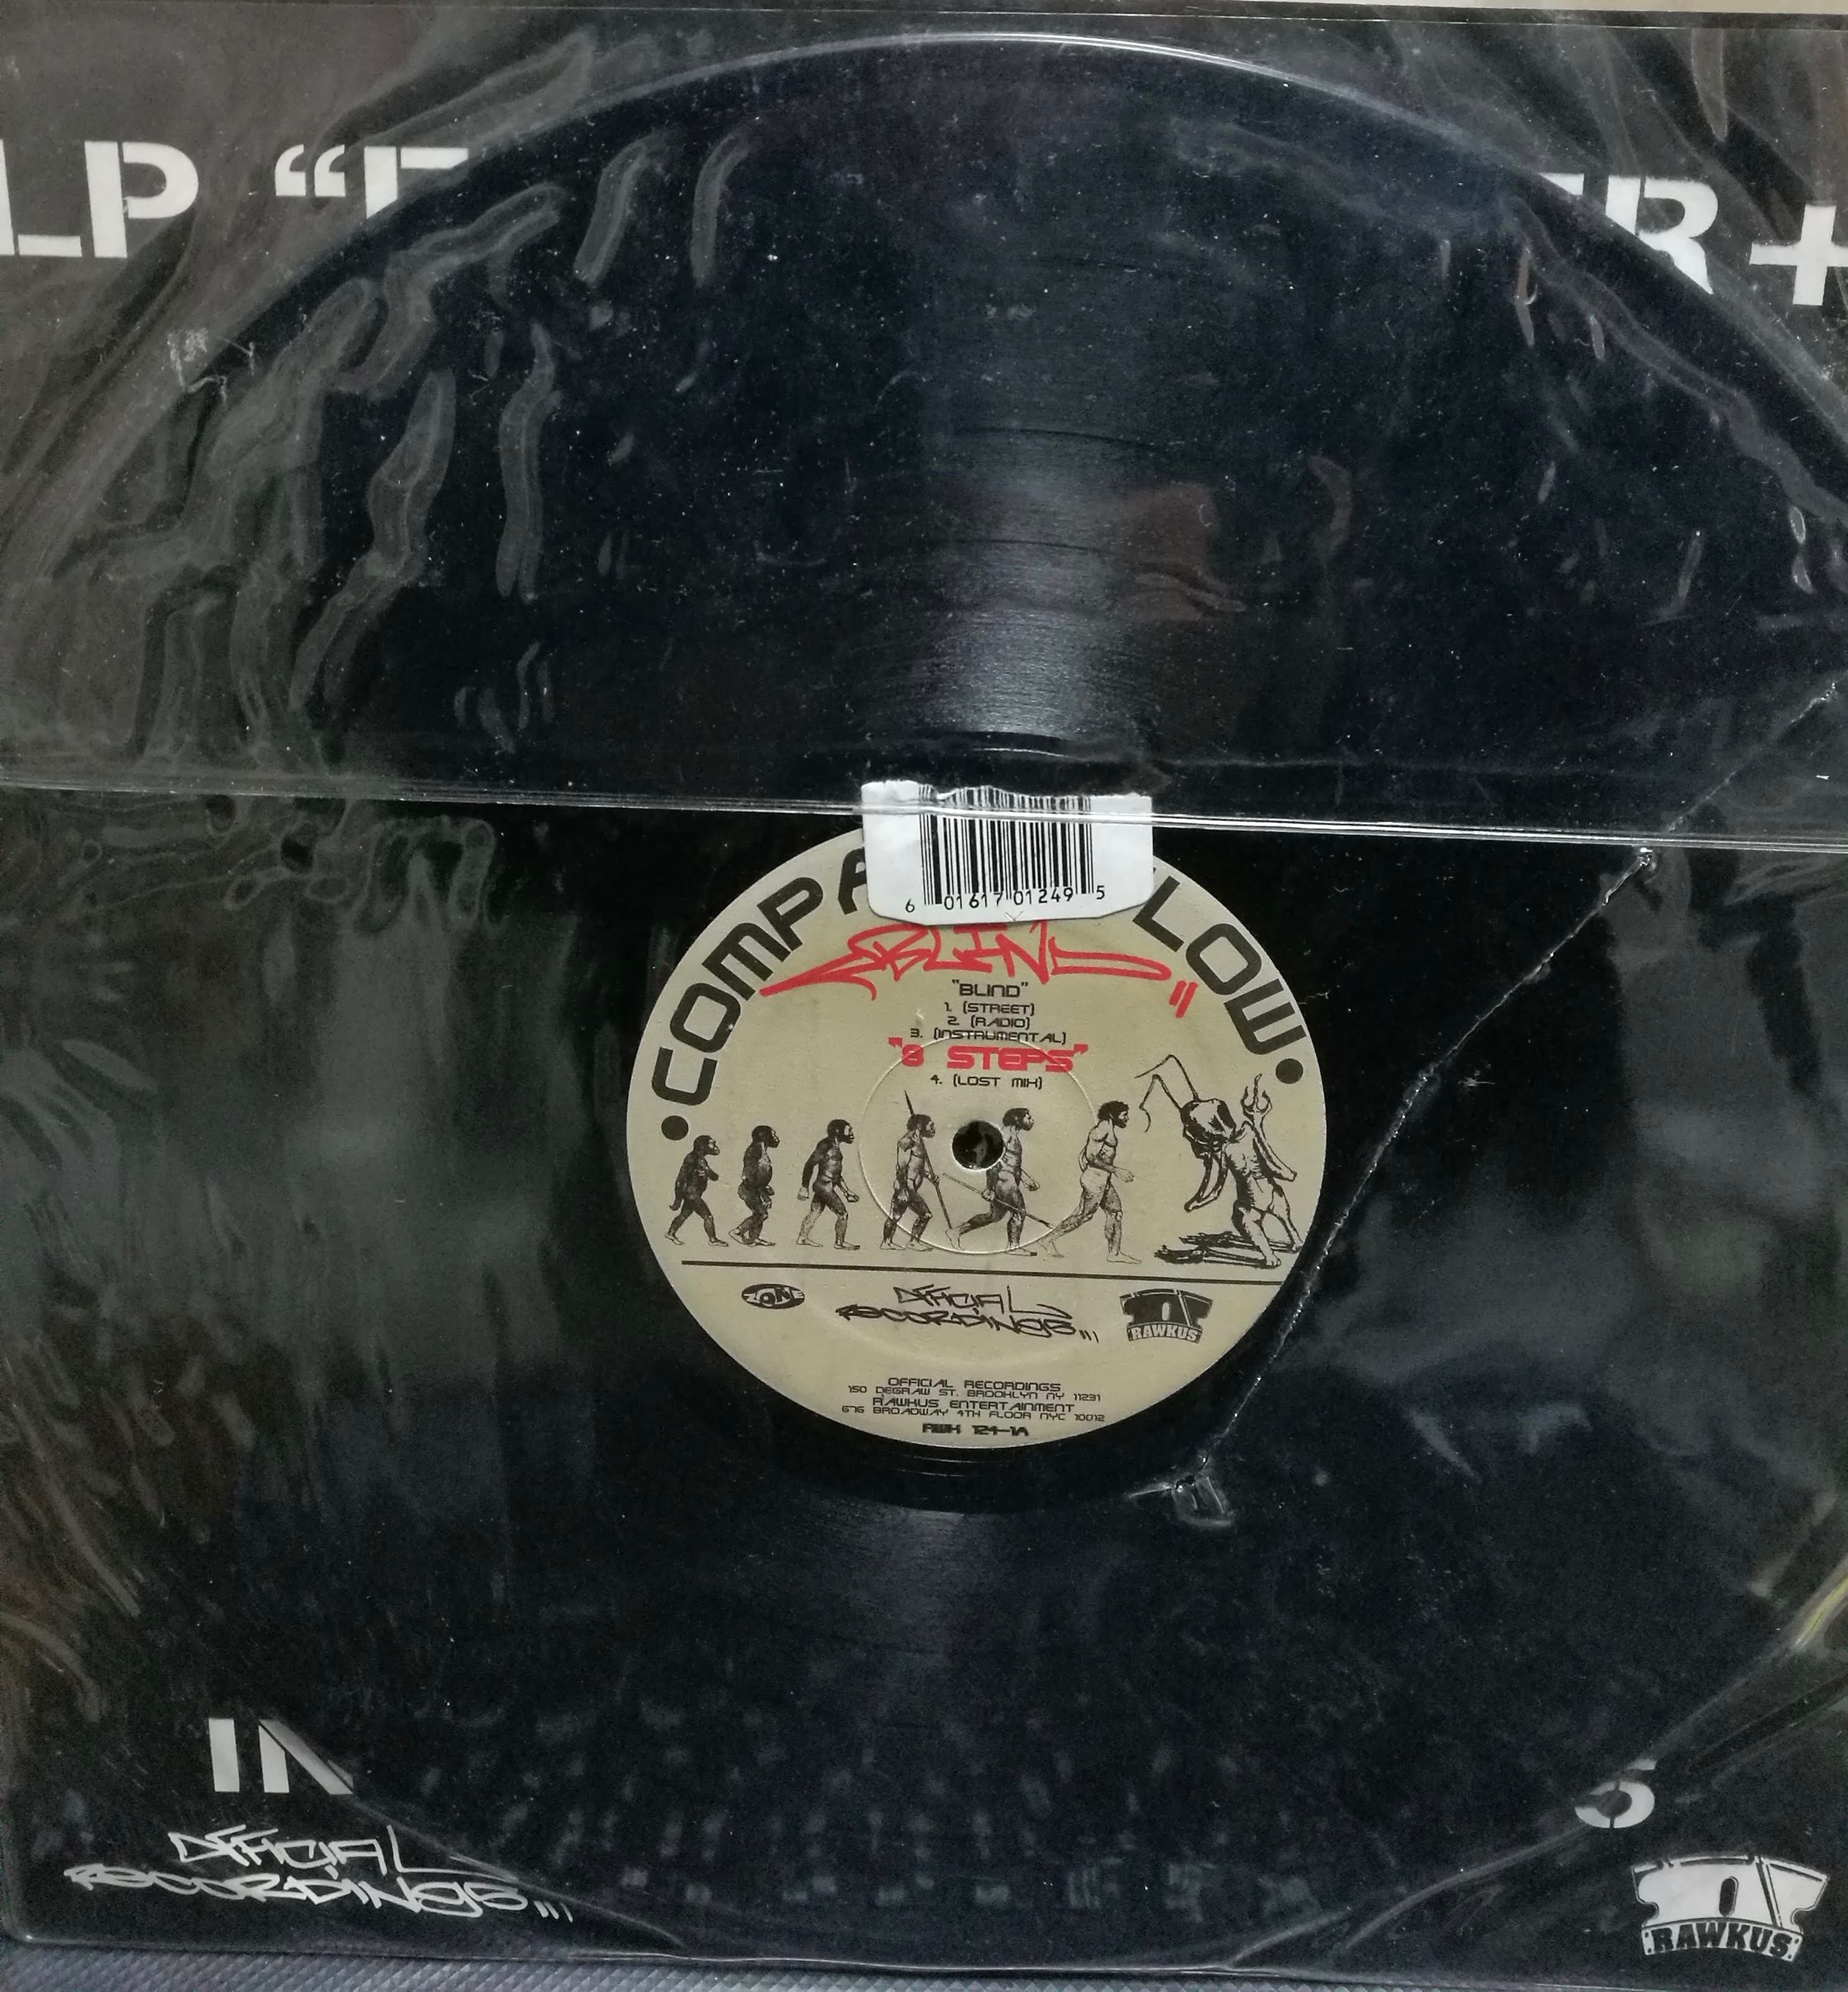 LP "F ER +
6 01617 01249 5
•COMPA LOW•
BLIND
"BLIND"
1. (STREET)
2. (RADIO)
3. (INSTRUMENTAL)
"8 STEPS"
4. (LOST MIX)
ZONE
OFFICIAL
RECORDINGS
RAWKUS
OFFICIAL RECORDINGS
150 DEGRAW ST. BROOKLYN NY 11231
RAWKUS ENTERTAINMENT
676 BROADWAY 4TH FLOOR NYC 10012
RWK 124-1A
IN S
OFFICIAL
RECORDINGS
RAWKUS